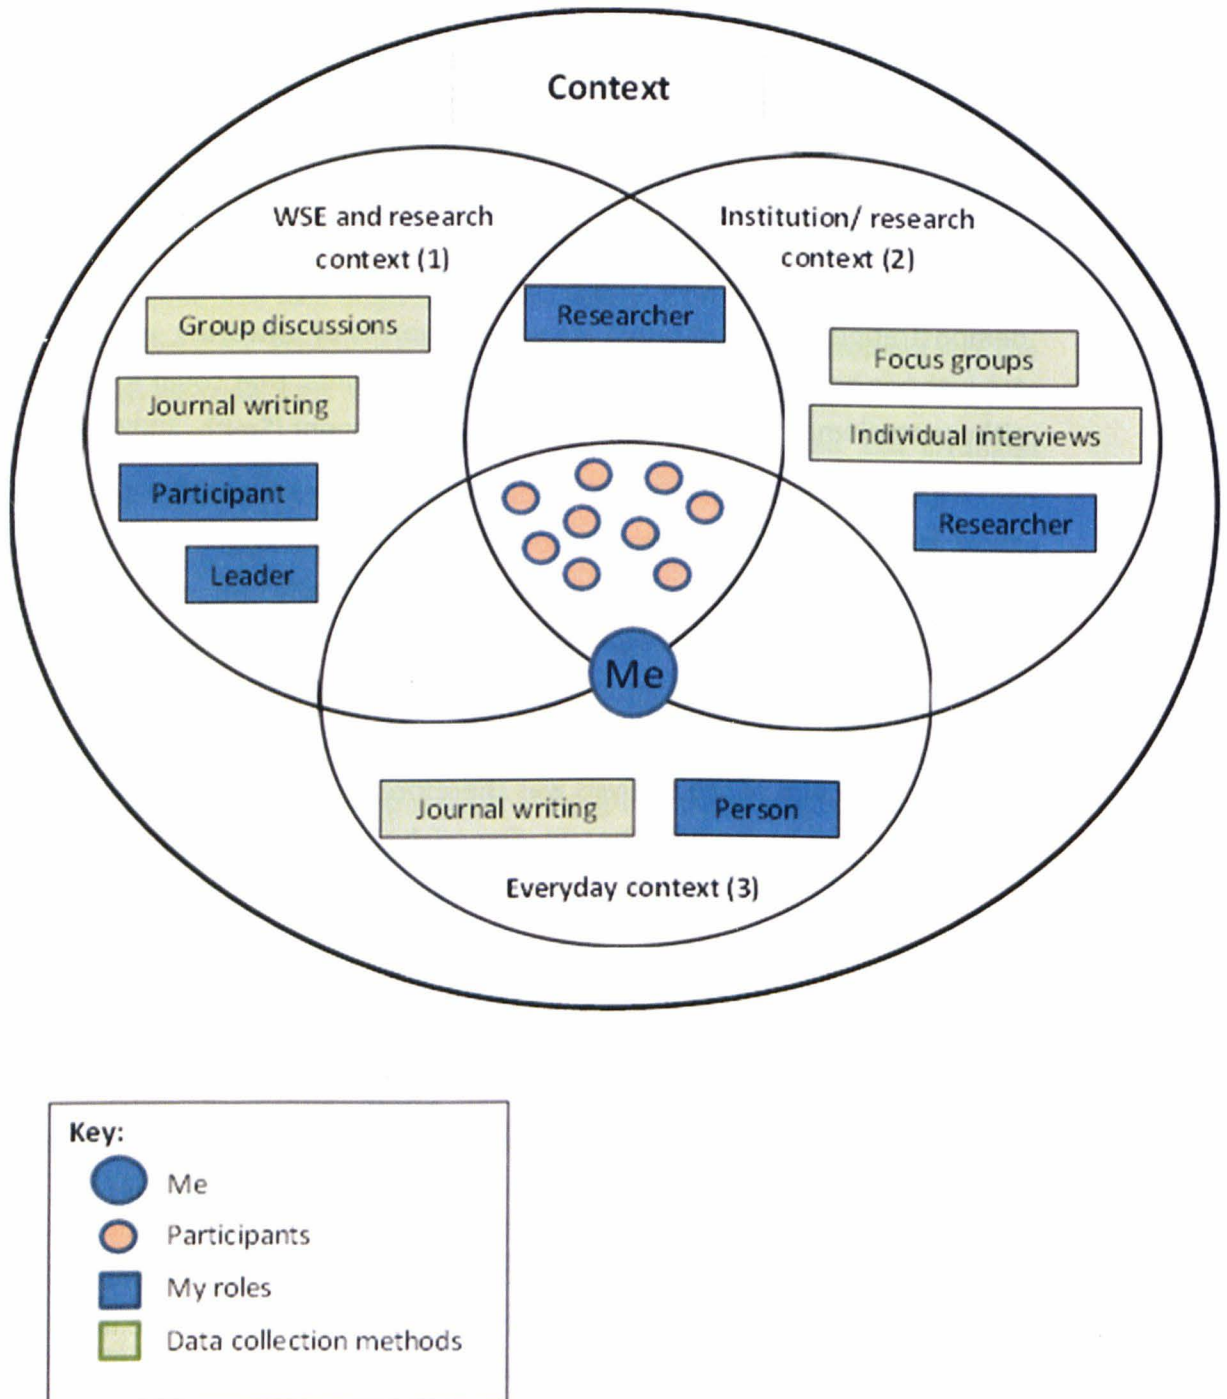 Context
WSE and research
context (1)
Institution/ research
context (2)
Group discussions
Researcher
Focus groups
Journal writing
Individual interviews
Participant
Researcher
Leader
Me
Journal writing
Person
Everyday context (3)
Key:
Me
Participants
My roles
Data collection methods